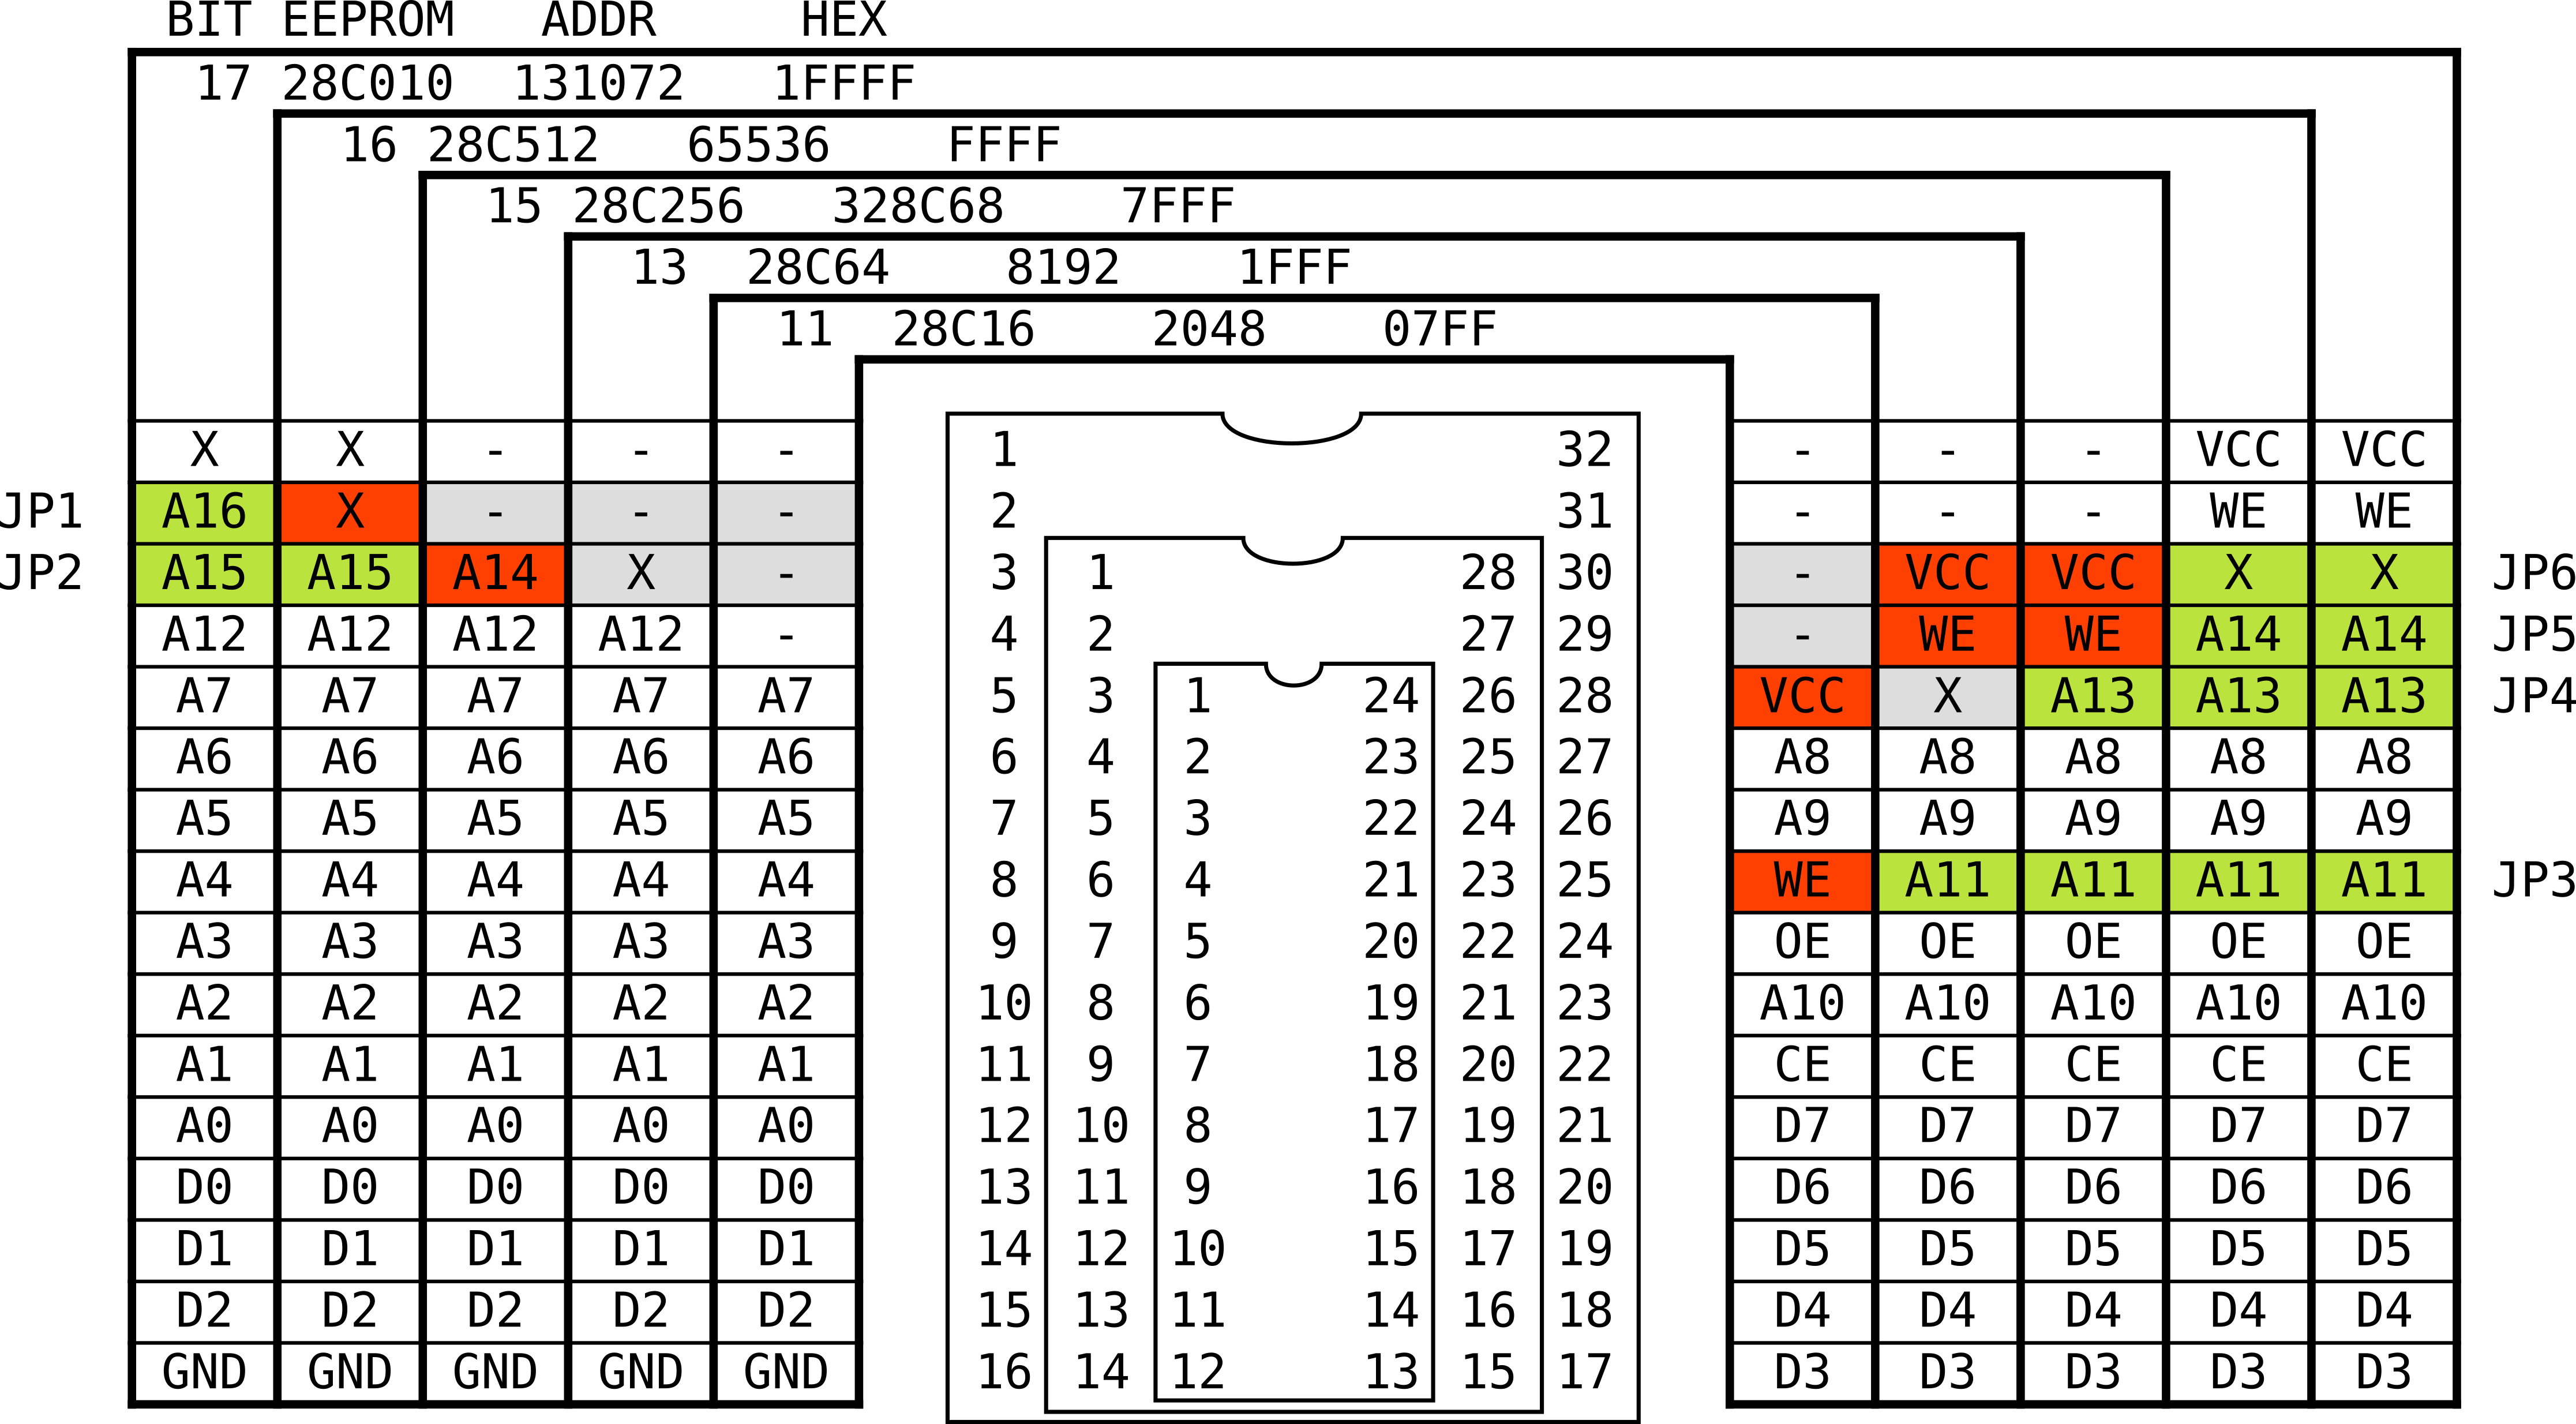 BIT EEPROM ADDR HEX
17 28C010 131072 1FFFF
16 28C512 65536 FFFF
15 28C256 328C68 7FFF
13 28C64 8192 1FFF
11 28C16 2048 07FF
X X - - - 1 32 - - - VCC VCC
JP1 A16 X - - - 2 31 - - - WE WE
JP2 A15 A15 A14 X - 3 1 28 30 - VCC VCC X X JP6
A12 A12 A12 A12 - 4 2 27 29 - WE WE A14 A14 JP5
A7 A7 A7 A7 A7 5 3 1 24 26 28 VCC X A13 A13 A13 JP4
A6 A6 A6 A6 A6 6 4 2 23 25 27 A8 A8 A8 A8 A8
A5 A5 A5 A5 A5 7 5 3 22 24 26 A9 A9 A9 A9 A9
A4 A4 A4 A4 A4 8 6 4 21 23 25 WE A11 A11 A11 A11 JP3
A3 A3 A3 A3 A3 9 7 5 20 22 24 OE OE OE OE OE
A2 A2 A2 A2 A2 10 8 6 19 21 23 A10 A10 A10 A10 A10
A1 A1 A1 A1 A1 11 9 7 18 20 22 CE CE CE CE CE
A0 A0 A0 A0 A0 12 10 8 17 19 21 D7 D7 D7 D7 D7
D0 D0 D0 D0 D0 13 11 9 16 18 20 D6 D6 D6 D6 D6
D1 D1 D1 D1 D1 14 12 10 15 17 19 D5 D5 D5 D5 D5
D2 D2 D2 D2 D2 15 13 11 14 16 18 D4 D4 D4 D4 D4
GND GND GND GND GND 16 14 12 13 15 17 D3 D3 D3 D3 D3